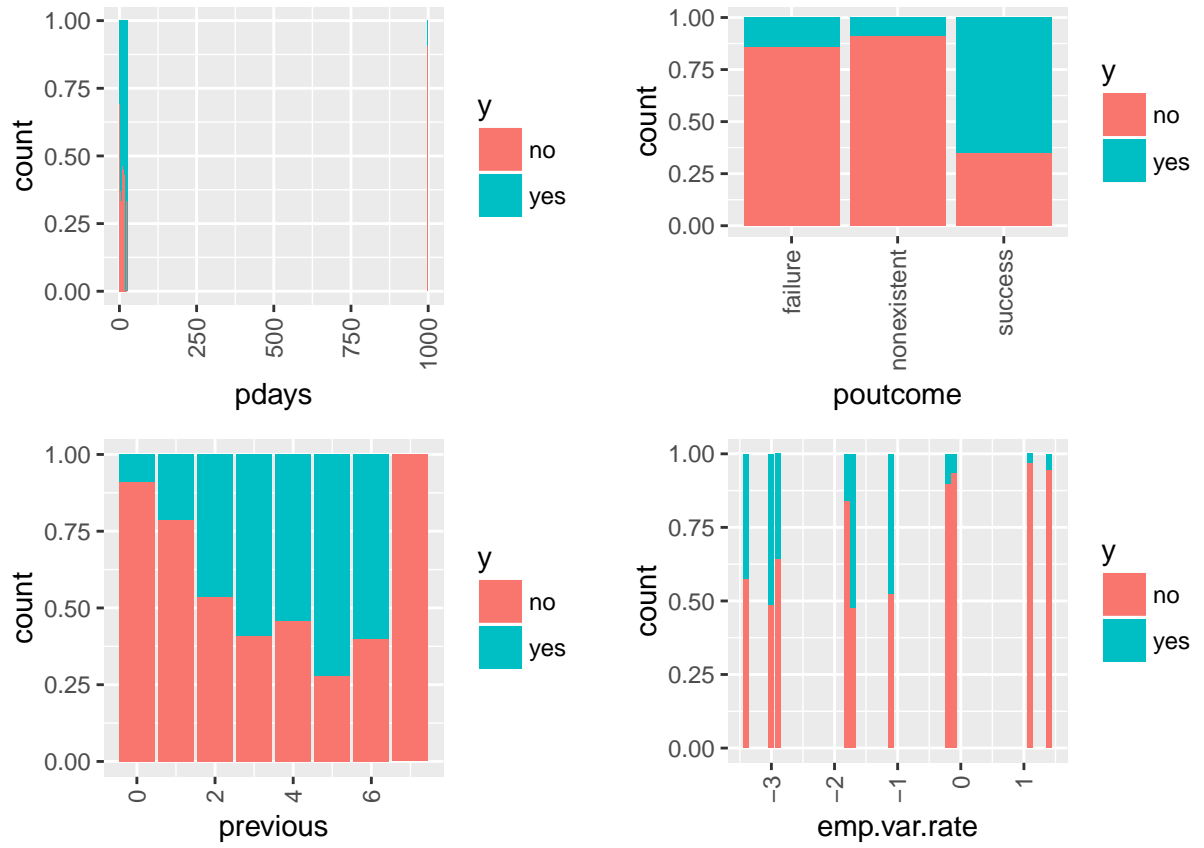 1.00
0.75
0.50
0.25
0.00
count
0
250
500
750
1000
pdays
y
no
yes
1.00
0.75
0.50
0.25
0.00
count
failure
nonexistent
success
poutcome
y
no
yes
1.00
0.75
0.50
0.25
0.00
count
0
2
4
6
previous
y
no
yes
1.00
0.75
0.50
0.25
0.00
count
−3
−2
−1
0
1
emp.var.rate
y
no
yes